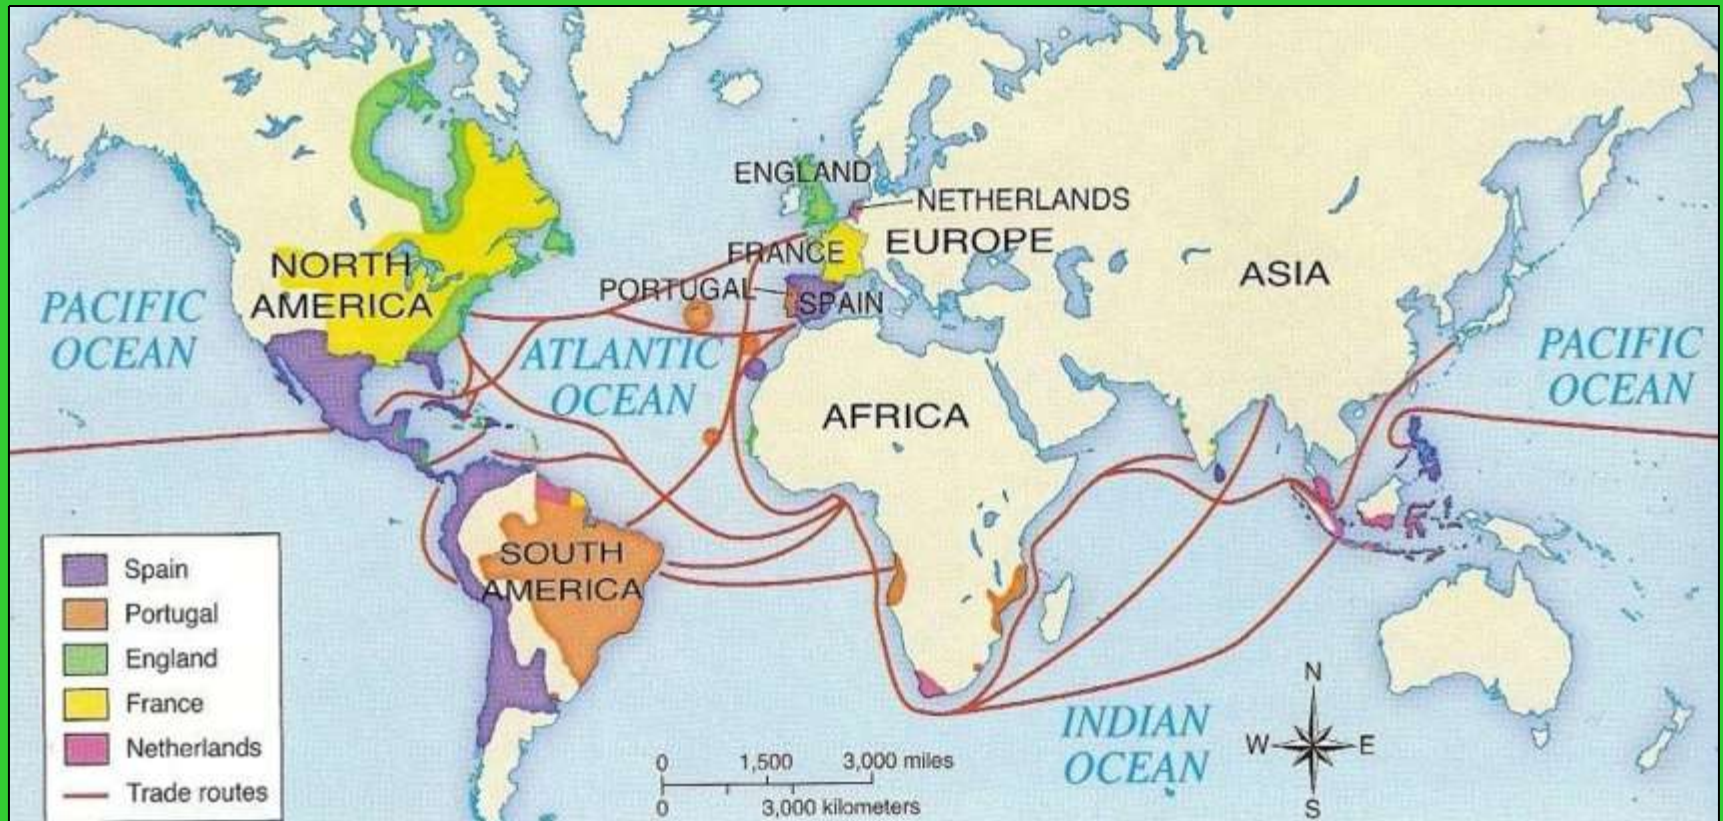 ENGLAND
NETHERLANDS
FRANCE
EUROPE
NORTH
AMERICA
ASIA
PORTUGAL
SPAIN
PACIFIC
OCEAN
ATLANTIC
OCEAN
PACIFIC
OCEAN
AFRICA
SOUTH
AMERICA
Spain
Portugal
England
France
Netherlands
Trade routes
INDIAN
OCEAN
N
W
E
S
0 1,500 3,000 miles
0 3,000 kilometers